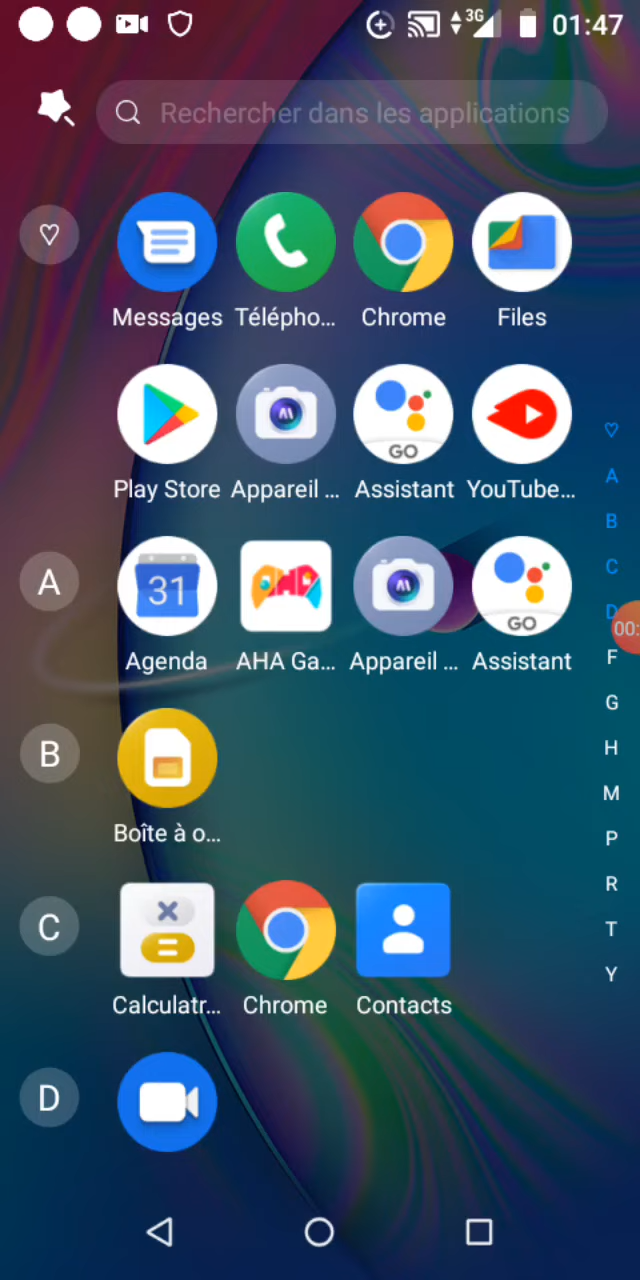 3G 01:47
Rechercher dans les applications
Messages Télépho... Chrome Files
GO
Play Store Appareil ... Assistant YouTube...
A
B
C
D
F
G
H
M
P
R
T
Y
00:
A
31
GO
Agenda AHA Ga... Appareil ... Assistant
B
Boîte à o...
C
Calculatr... Chrome Contacts
D